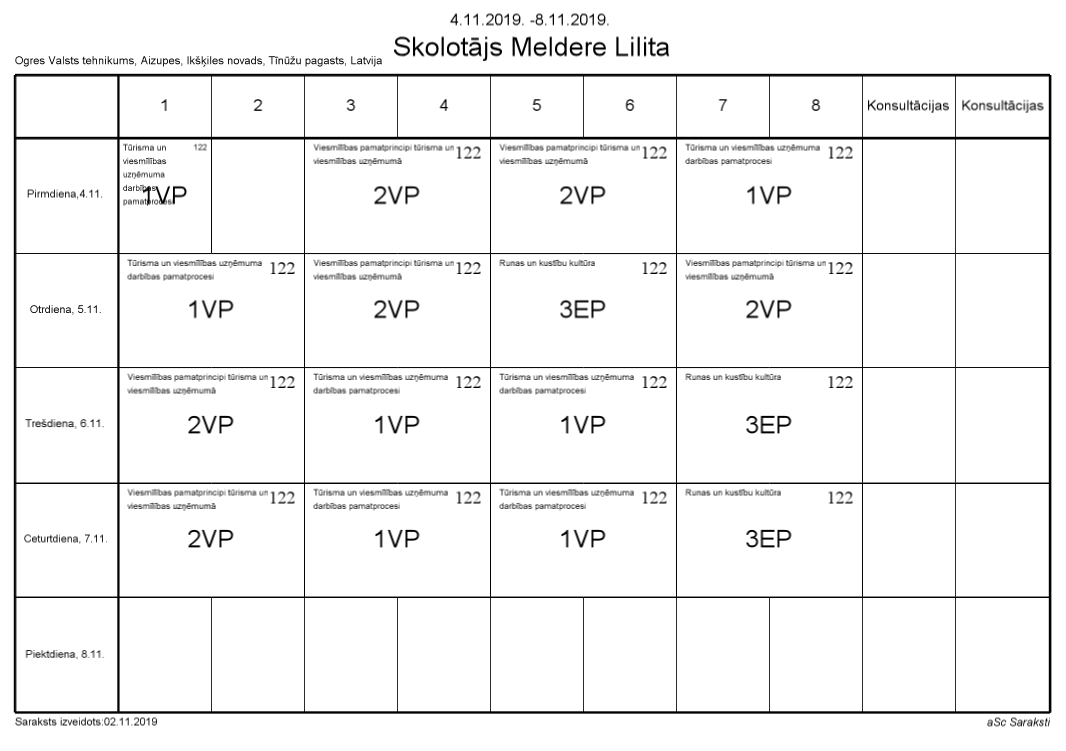 4.11.2019. -8.11.2019.
Skolotājs Meldere Lilita
Ogres Valsts tehnikums, Aizupes, Ikšķiles novads, Tīnūžu pagasts, Latvija
1 2 3 4 5 6 7 8 Konsultācijas Konsultācijas
Pirmdiena,4.11.
Tūrisma un 122
viesmīlības
uzņēmuma
darbības
pamatprocesi
1VP
Viesmīlības pamatprincipi tūrisma un 122
viesmīlības uzņēmumā
2VP
Viesmīlības pamatprincipi tūrisma un 122
viesmīlības uzņēmumā
2VP
Tūrisma un viesmīlības uzņēmuma 122
darbības pamatprocesi
1VP
Otrdiena, 5.11.
Tūrisma un viesmīlības uzņēmuma 122
darbības pamatprocesi
1VP
Viesmīlības pamatprincipi tūrisma un 122
viesmīlības uzņēmumā
2VP
Runas un kustību kultūra 122
3EP
Viesmīlības pamatprincipi tūrisma un 122
viesmīlības uzņēmumā
2VP
Trešdiena, 6.11.
Viesmīlības pamatprincipi tūrisma un 122
viesmīlības uzņēmumā
2VP
Tūrisma un viesmīlības uzņēmuma 122
darbības pamatprocesi
1VP
Tūrisma un viesmīlības uzņēmuma 122
darbības pamatprocesi
1VP
Runas un kustību kultūra 122
3EP
Ceturtdiena, 7.11.
Viesmīlības pamatprincipi tūrisma un 122
viesmīlības uzņēmumā
2VP
Tūrisma un viesmīlības uzņēmuma 122
darbības pamatprocesi
1VP
Tūrisma un viesmīlības uzņēmuma 122
darbības pamatprocesi
1VP
Runas un kustību kultūra 122
3EP
Piektdiena, 8.11.
Saraksts izveidots:02.11.2019
aSc Saraksti